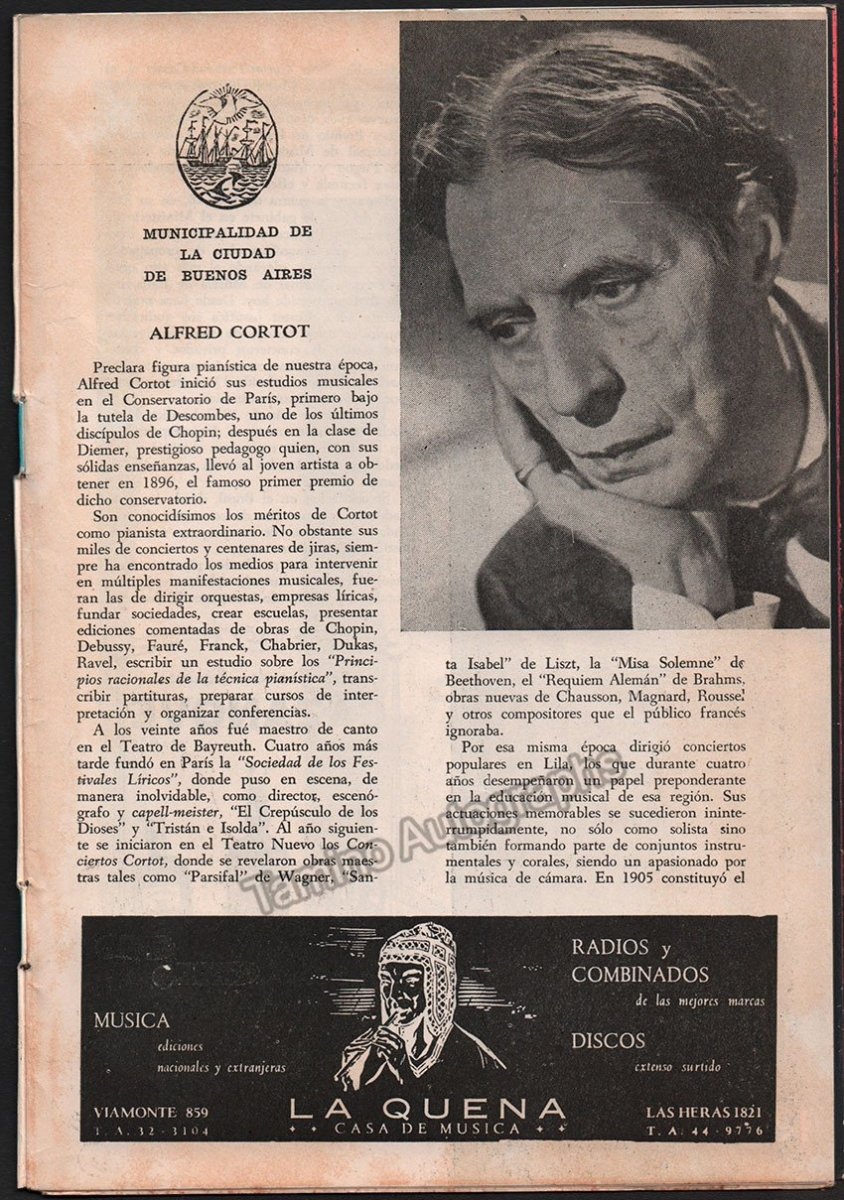 MUNICIPALIDAD DE
LA CIUDAD
DE BUENOS AIRES
ALFRED CORTOT
Preclara figura pianística de nuestra época,
Alfred Cortot inició sus estudios musicales
en el Conservatorio de París, primero bajo
la tutela de Descombes, uno de los últimos
discípulos de Chopin; después en la clase de
Diemer, prestigioso pedagogo quien, con sus
sólidas enseñanzas, llevó al joven artista a ob-
tener en 1896, el famoso primer premio de
dicho conservatorio.
Son conocidísimos los méritos de Cortot
como pianista extraordinario. No obstante sus
miles de conciertos y centenares de jiras, siem-
pre ha encontrado los medios para intervenir
en múltiples manifestaciones musicales, fue-
ran las de dirigir orquestas, empresas líricas,
fundar sociedades, crear escuelas, presentar
ediciones comentadas de obras de Chopin,
Debussy, Fauré, Franck, Chabrier, Dukas,
Ravel, escribir un estudio sobre los "Princi-
pios racionales de la técnica pianística", trans-
cribir partituras, preparar cursos de inter-
pretación y organizar conferencias.
A los veinte años fué maestro de canto
en el Teatro de Bayreuth. Cuatro años más
tarde fundó en París la "Sociedad de los Fes-
tivales Líricos", donde puso en escena, de
manera inolvidable, como director, escenó-
grafo y capell-meister, "El Crepúsculo de los
Dioses" y "Tristán e Isolda". Al año siguien-
te se iniciaron en el Teatro Nuevo los Con-
ciertos Cortot, donde se revelaron obras maes-
tras tales como "Parsifal" de Wagner, "San-
ta Isabel" de Liszt, la "Misa Solemne" de
Beethoven, el "Requiem Alemán" de Brahms,
obras nuevas de Chausson, Magnard, Roussel
y otros compositores que el público francés
ignoraba.
Por esa misma época dirigió conciertos
populares en Lila, los que durante cuatro
años desempeñaron un papel preponderante
en la educación musical de esa región. Sus
actuaciones memorables se sucedieron ininte-
rrumpidamente, no sólo como solista sino
también formando parte de conjuntos instru-
mentales y corales, siendo un apasionado por
la música de cámara. En 1905 constituyó el
Tamino Autographs
MUSICA
ediciones
nacionales y extranjeras
VIAMONTE 859
T. A. 32 - 3104
LA QUENA
CASA DE MUSICA
RADIOS y
COMBINADOS
de las mejores marcas
DISCOS
extenso surtido
LAS HERAS 1821
T. A. 44 - 9776